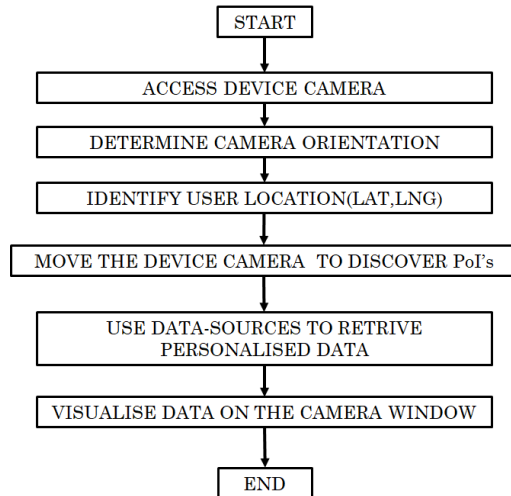 START
ACCESS DEVICE CAMERA
DETERMINE CAMERA ORIENTATION
IDENTIFY USER LOCATION(LAT,LNG)
MOVE THE DEVICE CAMERA TO DISCOVER PoI's
USE DATA-SOURCES TO RETRIVE
PERSONALISED DATA
VISUALISE DATA ON THE CAMERA WINDOW
END